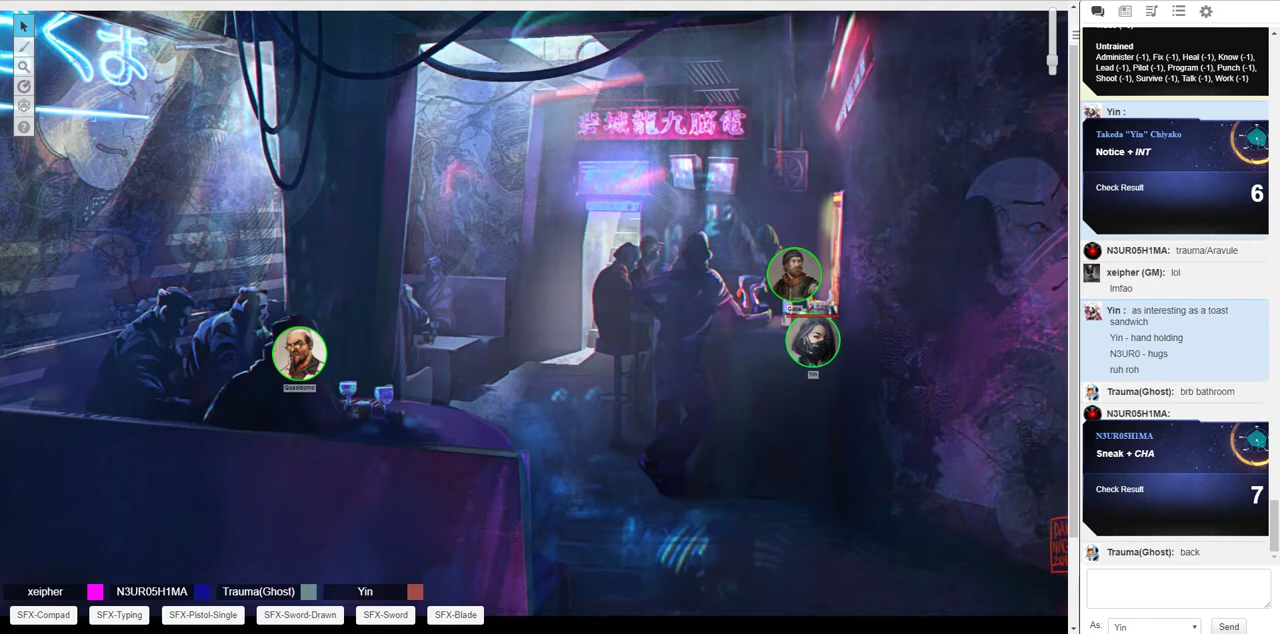 くま
岩城龍九脳電
Gabe
Quasidomo
Yin
xeipher
N3UR05H1MA
Trauma(Ghost)
Yin
SFX-Compad
SFX-Typing
SFX-Pistol-Single
SFX-Sword-Drawn
SFX-Sword
SFX-Blade
Untrained
Administer (-1), Fix (-1), Heal (-1), Know (-1),
Lead (-1), Pilot (-1), Program (-1), Punch (-1),
Shoot (-1), Survive (-1), Talk (-1), Work (-1)
Yin :
Takeda "Yin" Chiyako
Notice + INT
Check Result
6
N3UR05H1MA: trauma/Aravule
xeipher (GM): lol
lmfao
Yin : as interesting as a toast
sandwich
Yin - hand holding
N3UR0 - hugs
ruh roh
Trauma(Ghost): brb bathroom
N3UR05H1MA:
N3UR05H1MA
Sneak + CHA
Check Result
7
Trauma(Ghost): back
As:
Yin
Send